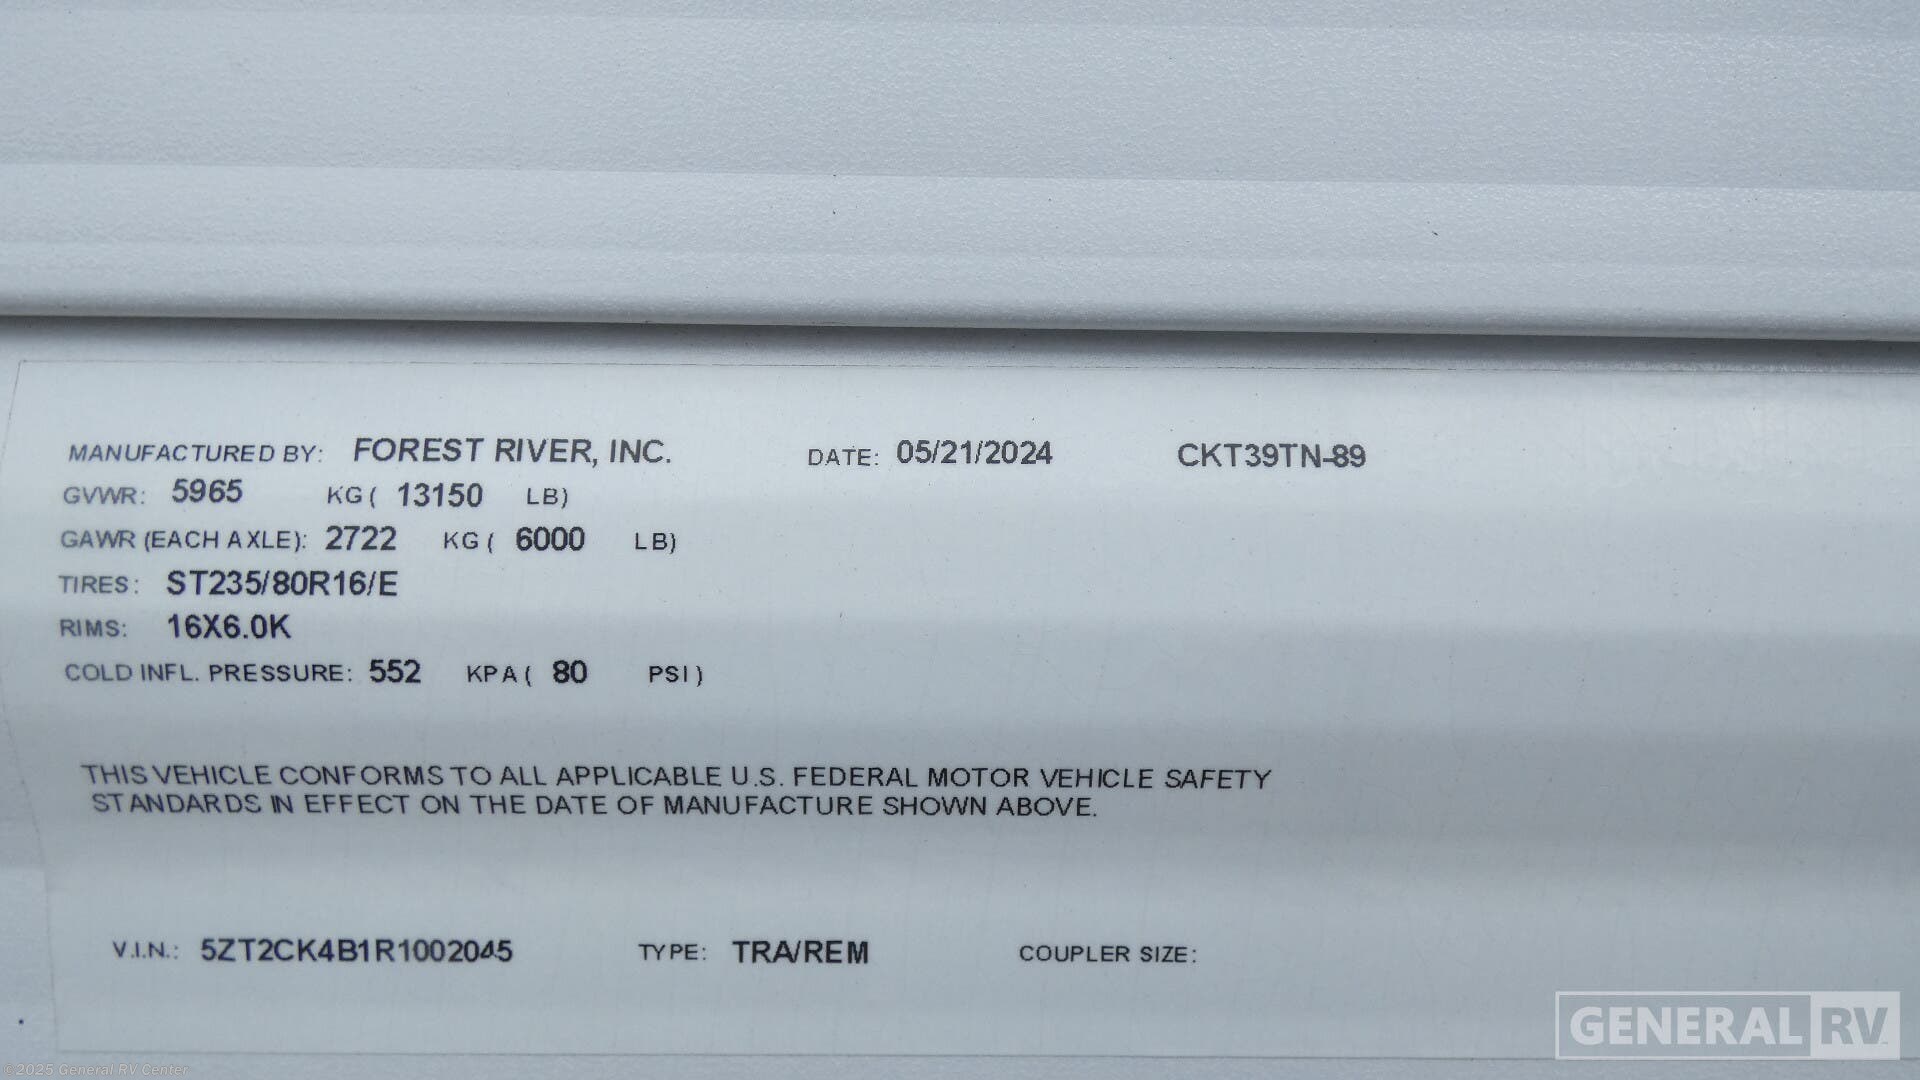 MANUFACTURED BY: FOREST RIVER, INC. DATE: 05/21/2024 CKT39TN-89
GVWR: 5965 KG ( 13150 LB)
GAWR (EACH AXLE): 2722 KG ( 6000 LB)
TIRES: ST235/80R16/E
RIMS: 16X6.0K
COLD INFL. PRESSURE: 552 KPA ( 80 PSI )
THIS VEHICLE CONFORMS TO ALL APPLICABLE U.S. FEDERAL MOTOR VEHICLE SAFETY
STANDARDS IN EFFECT ON THE DATE OF MANUFACTURE SHOWN ABOVE.
V.I.N.: 5ZT2CK4B1R1002045 TYPE: TRA/REM COUPLER SIZE:
GENERAL RV
©2025 General RV Center